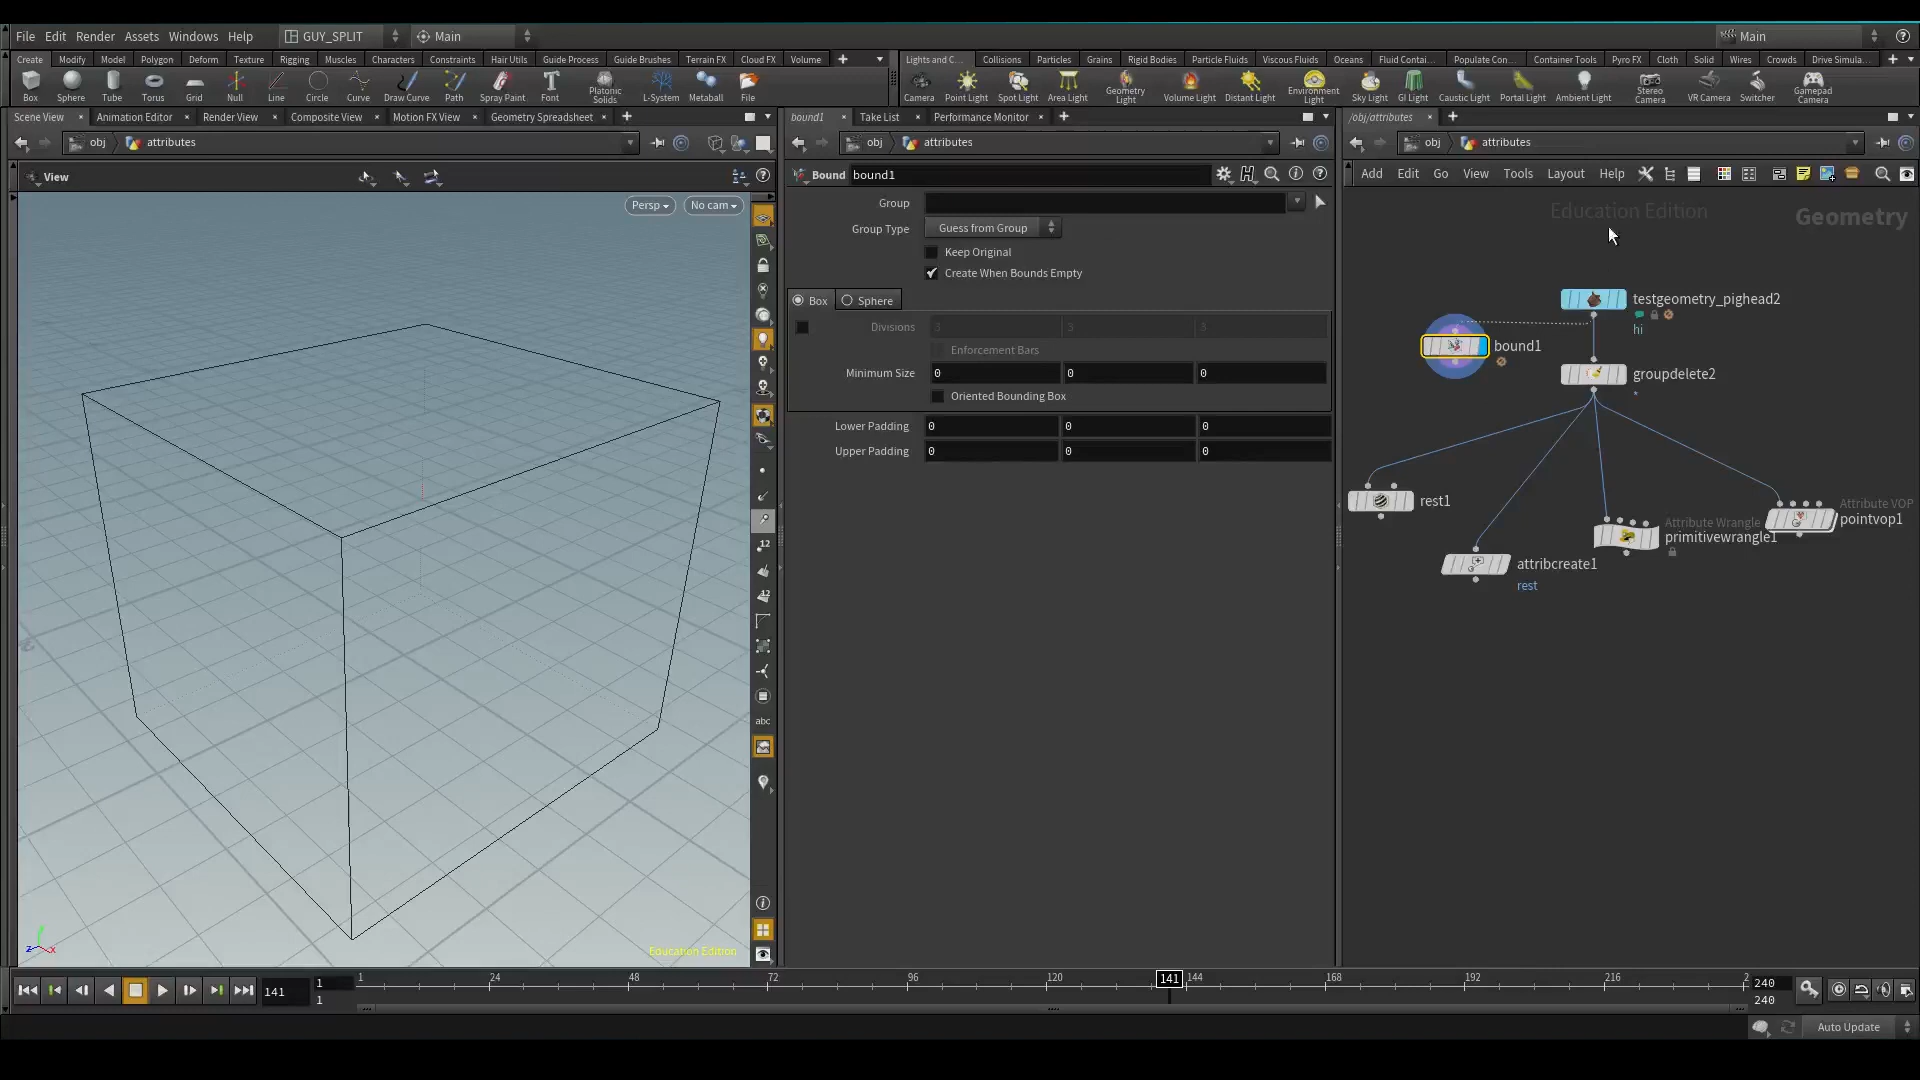 File Edit Render Assets Windows Help GUY_SPLIT Main Main
Create Modify Model Polygon Deform Texture Rigging Muscles Characters Constraints Hair Utils Guide Process Guide Brushes Terrain FX Cloud FX Volume
Lights and C... Collisions Particles Grains Rigid Bodies Particle Fluids Viscous Fluids Oceans Fluid Contai... Populate Con... Container Tools Pyro FX Cloth Solid Wires Crowds Drive Simula...
Box Sphere Tube Torus Grid Null Line Circle Curve Draw Curve Path Spray Paint Font Platonic Solids L-System Metaball File
Camera Point Light Spot Light Area Light Geometry Light Volume Light Distant Light Environment Light Sky Light GI Light Caustic Light Portal Light Ambient Light Stereo Camera VR Camera Switcher Gamepad Camera
Scene View Animation Editor Render View Composite View Motion FX View Geometry Spreadsheet
bound1 Take List Performance Monitor
/obj/attributes
obj attributes
obj attributes
obj attributes
View
Persp No cam
Education Edition
Bound bound1
Group
Group Type Guess from Group
Keep Original
Create When Bounds Empty
Box Sphere
Divisions 3 3 3
Enforcement Bars
Minimum Size 0 0 0
Oriented Bounding Box
Lower Padding 0 0 0
Upper Padding 0 0 0
12
12
abc
Add Edit Go View Tools Layout Help
Education Edition Geometry
testgeometry_pighead2
hi
bound1
groupdelete2
*
rest1
Attribute VOP
pointvop1
Attribute Wrangle
primitivewrangle1
attribcreate1
rest
141 1 1 24 48 72 96 120 141 144 168 192 216 2 240
1 240
Auto Update